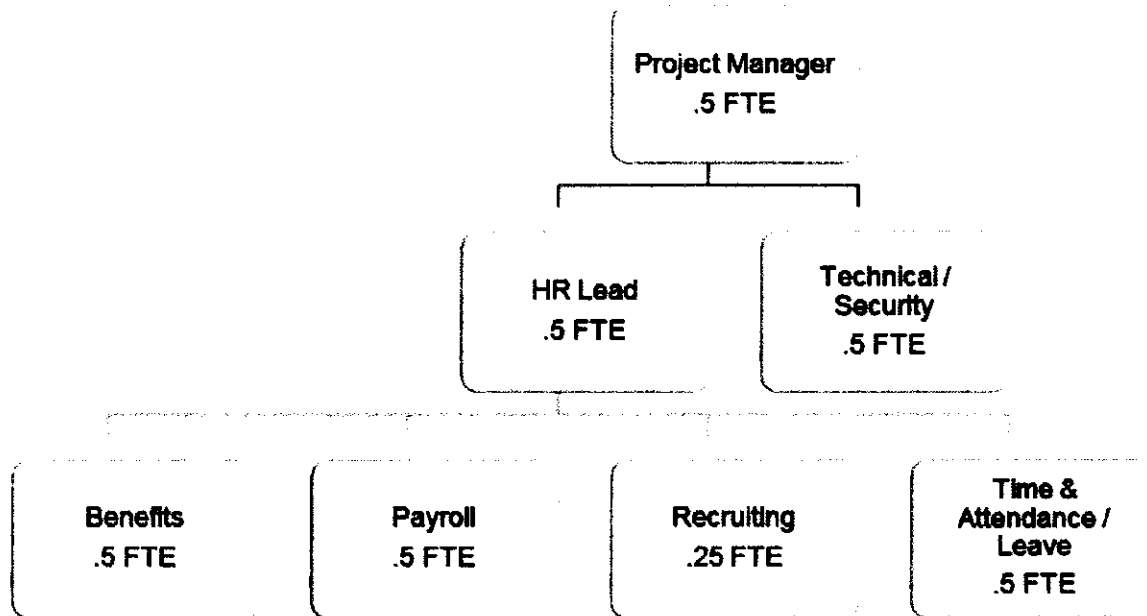 Project Manager
.5 FTE
HR Lead
.5 FTE
Technical /
Security
.5 FTE
Benefits
.5 FTE
Payroll
.5 FTE
Recruiting
.25 FTE
Time &
Attendance /
Leave
.5 FTE